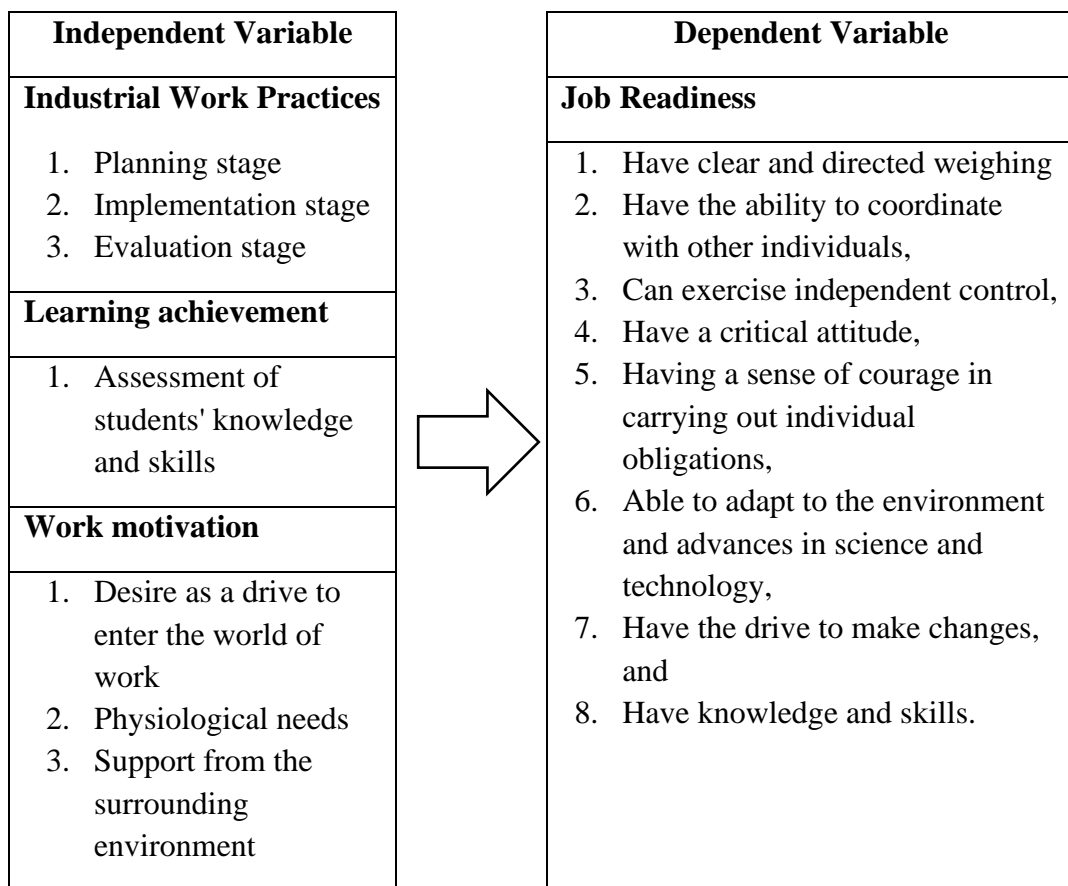 Independent Variable
Industrial Work Practices
1. Planning stage
2. Implementation stage
3. Evaluation stage
Learning achievement
1. Assessment of
students' knowledge
and skills
Work motivation
1. Desire as a drive to
enter the world of
work
2. Physiological needs
3. Support from the
surrounding
environment
Dependent Variable
Job Readiness
1. Have clear and directed weighing
2. Have the ability to coordinate
with other individuals,
3. Can exercise independent control,
4. Have a critical attitude,
5. Having a sense of courage in
carrying out individual
obligations,
6. Able to adapt to the environment
and advances in science and
technology,
7. Have the drive to make changes,
and
8. Have knowledge and skills.